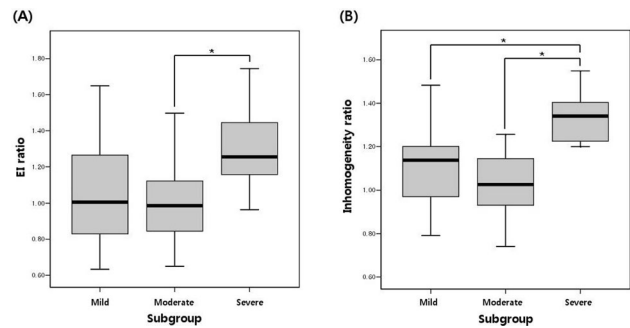 (A)
*
1.80
1.60
1.40
1.20
1.00
0.80
0.60
EI ratio
Mild
Moderate
Severe
Subgroup
(B)
*
*
1.60
1.40
1.20
1.00
0.80
0.60
Inhomogeneity ratio
Mild
Moderate
Severe
Subgroup